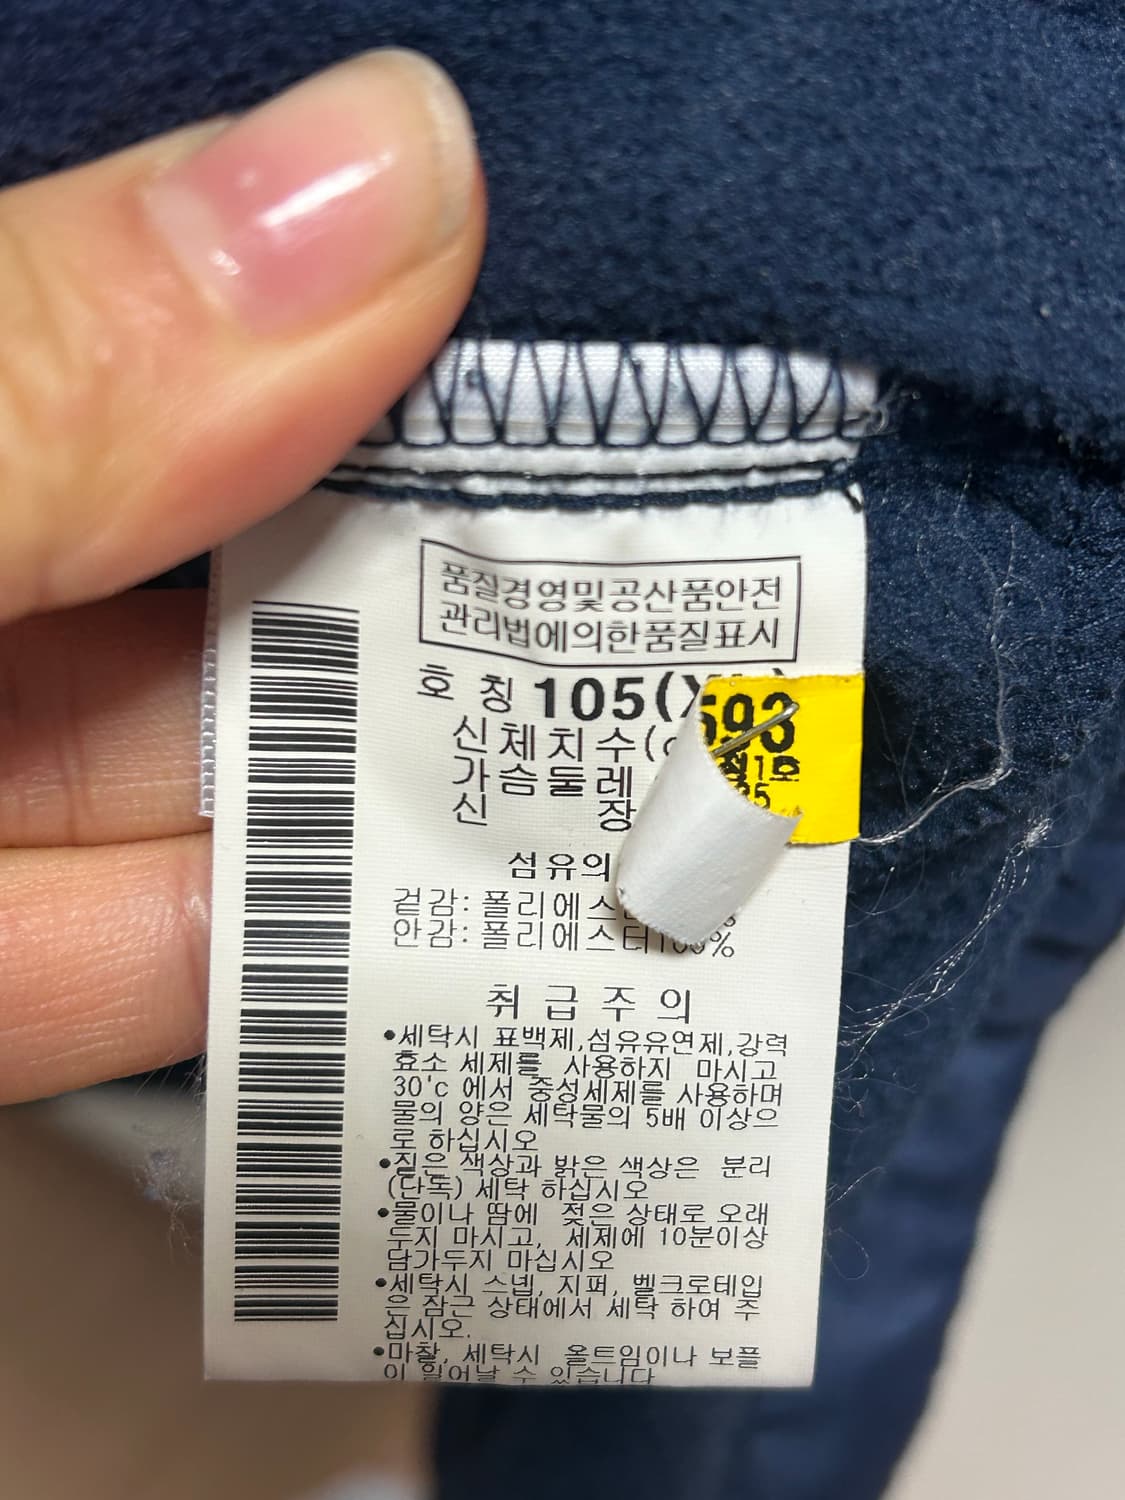 품질경영및공산품안전
관리법에의한품질표시
호 칭 105(
593
신체치수(
1호
가슴둘레
신 장
섬유의
겉감: 폴리에스
안감: 폴리에스터100%
취 급 주 의
•세탁시 표백제,섬유유연제,강력
효소 세제를 사용하지 마시고
30'c 에서 중성세제를 사용하며
물의 양은 세탁물의 5배 이상으
로 하십시오
•짙은 색상과 밝은 색상은 분리
(단독) 세탁 하십시오
•물이나 땀에 젖은 상태로 오래
두지 마시고, 세제에 10분이상
담가두지 마십시오
•세탁시 스냅, 지퍼, 벨크로테입
은 잠근 상태에서 세탁 하여 주
십시오.
•마찰, 세탁시 올트임이나 보플
이 일어날 수 있습니다